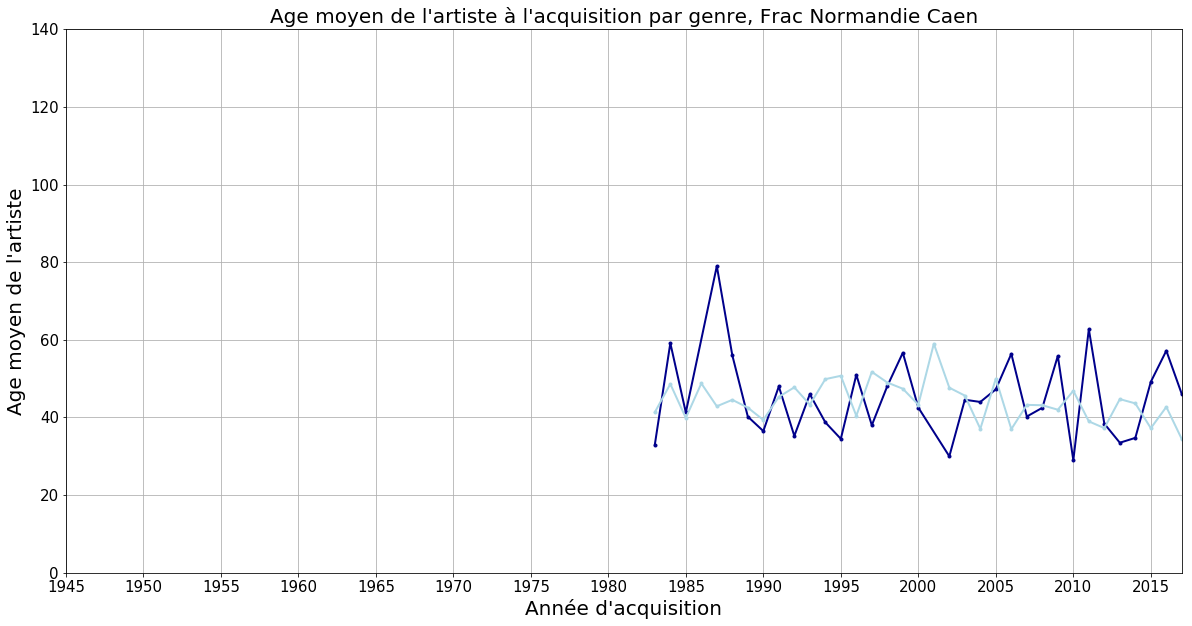 Age moyen de l'artiste à l'acquisition par genre, Frac Normandie Caen
Age moyen de l'artiste
140
120
100
80
60
40
20
0
1945 1950 1955 1960 1965 1970 1975 1980 1985 1990 1995 2000 2005 2010 2015
Année d'acquisition